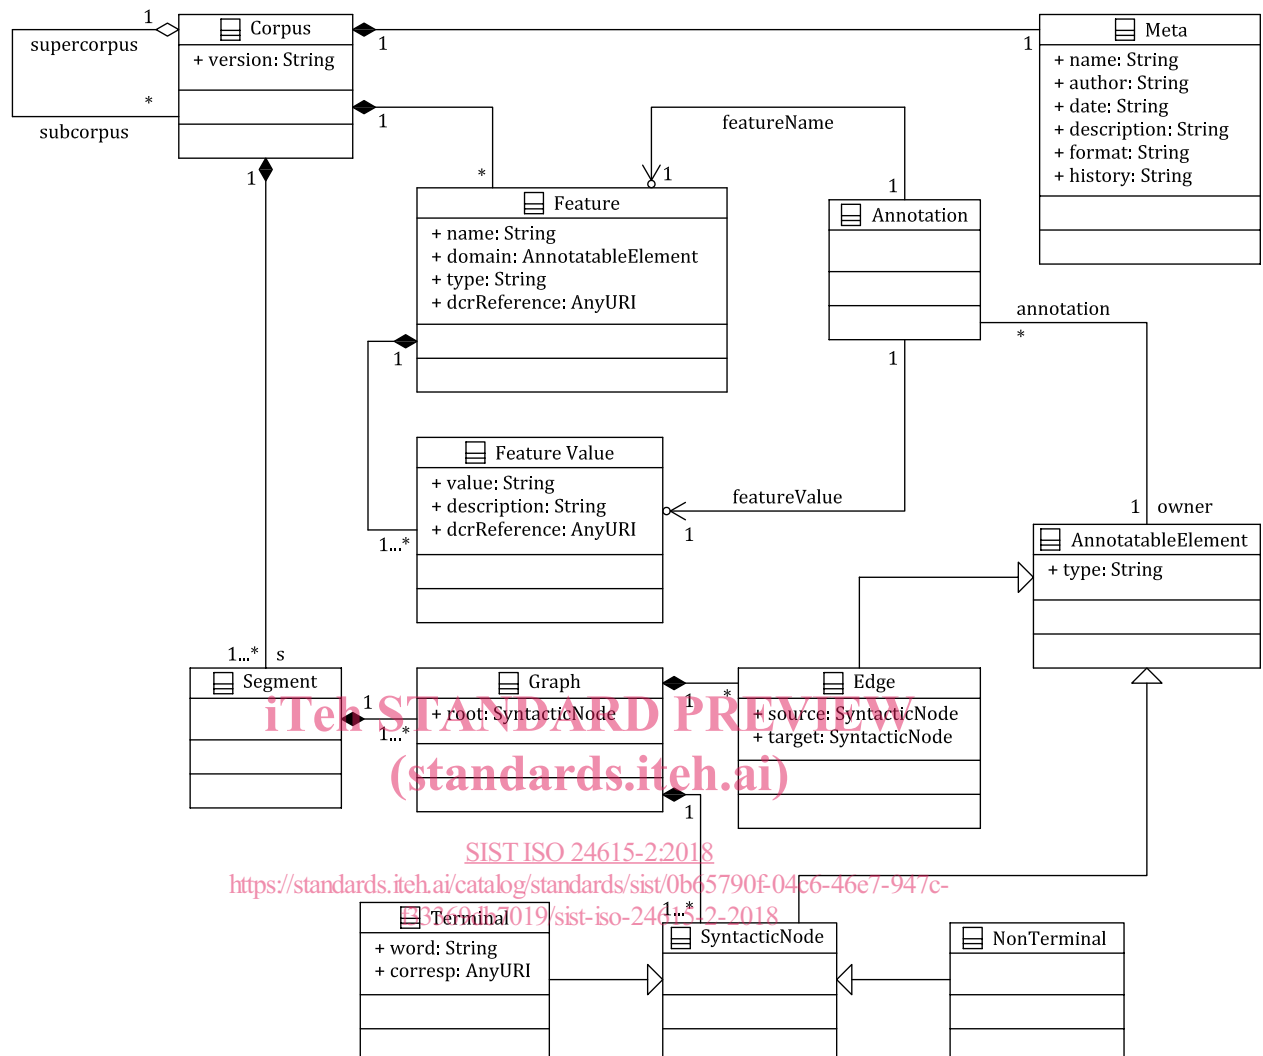 1
supercorpus
*
subcorpus
Corpus
+ version: String
1
1
1
1
Meta
+ name: String
+ author: String
+ date: String
+ description: String
+ format: String
+ history: String
featureName
*
1
1
Feature
+ name: String
+ domain: AnnotatableElement
+ type: String
+ dcrReference: AnyURI
1
Annotation
annotation
*
1
Feature Value
+ value: String
+ description: String
+ dcrReference: AnyURI
1...*
featureValue
1
1 owner
AnnotatableElement
+ type: String
1...* s
Segment
1
1...*
Graph
+ root: SyntacticNode
1
*
1
Edge
+ source: SyntacticNode
+ target: SyntacticNode
iTeh STANDARD PREVIEW
(standards.iteh.ai)
SIST ISO 24615-2:2018
https://standards.iteh.ai/catalog/standards/sist/0b65790f-04c6-46e7-947c-
/sist-iso-24615-2-2018
1...*
Terminal
+ word: String
+ corresp: AnyURI
SyntacticNode
NonTerminal